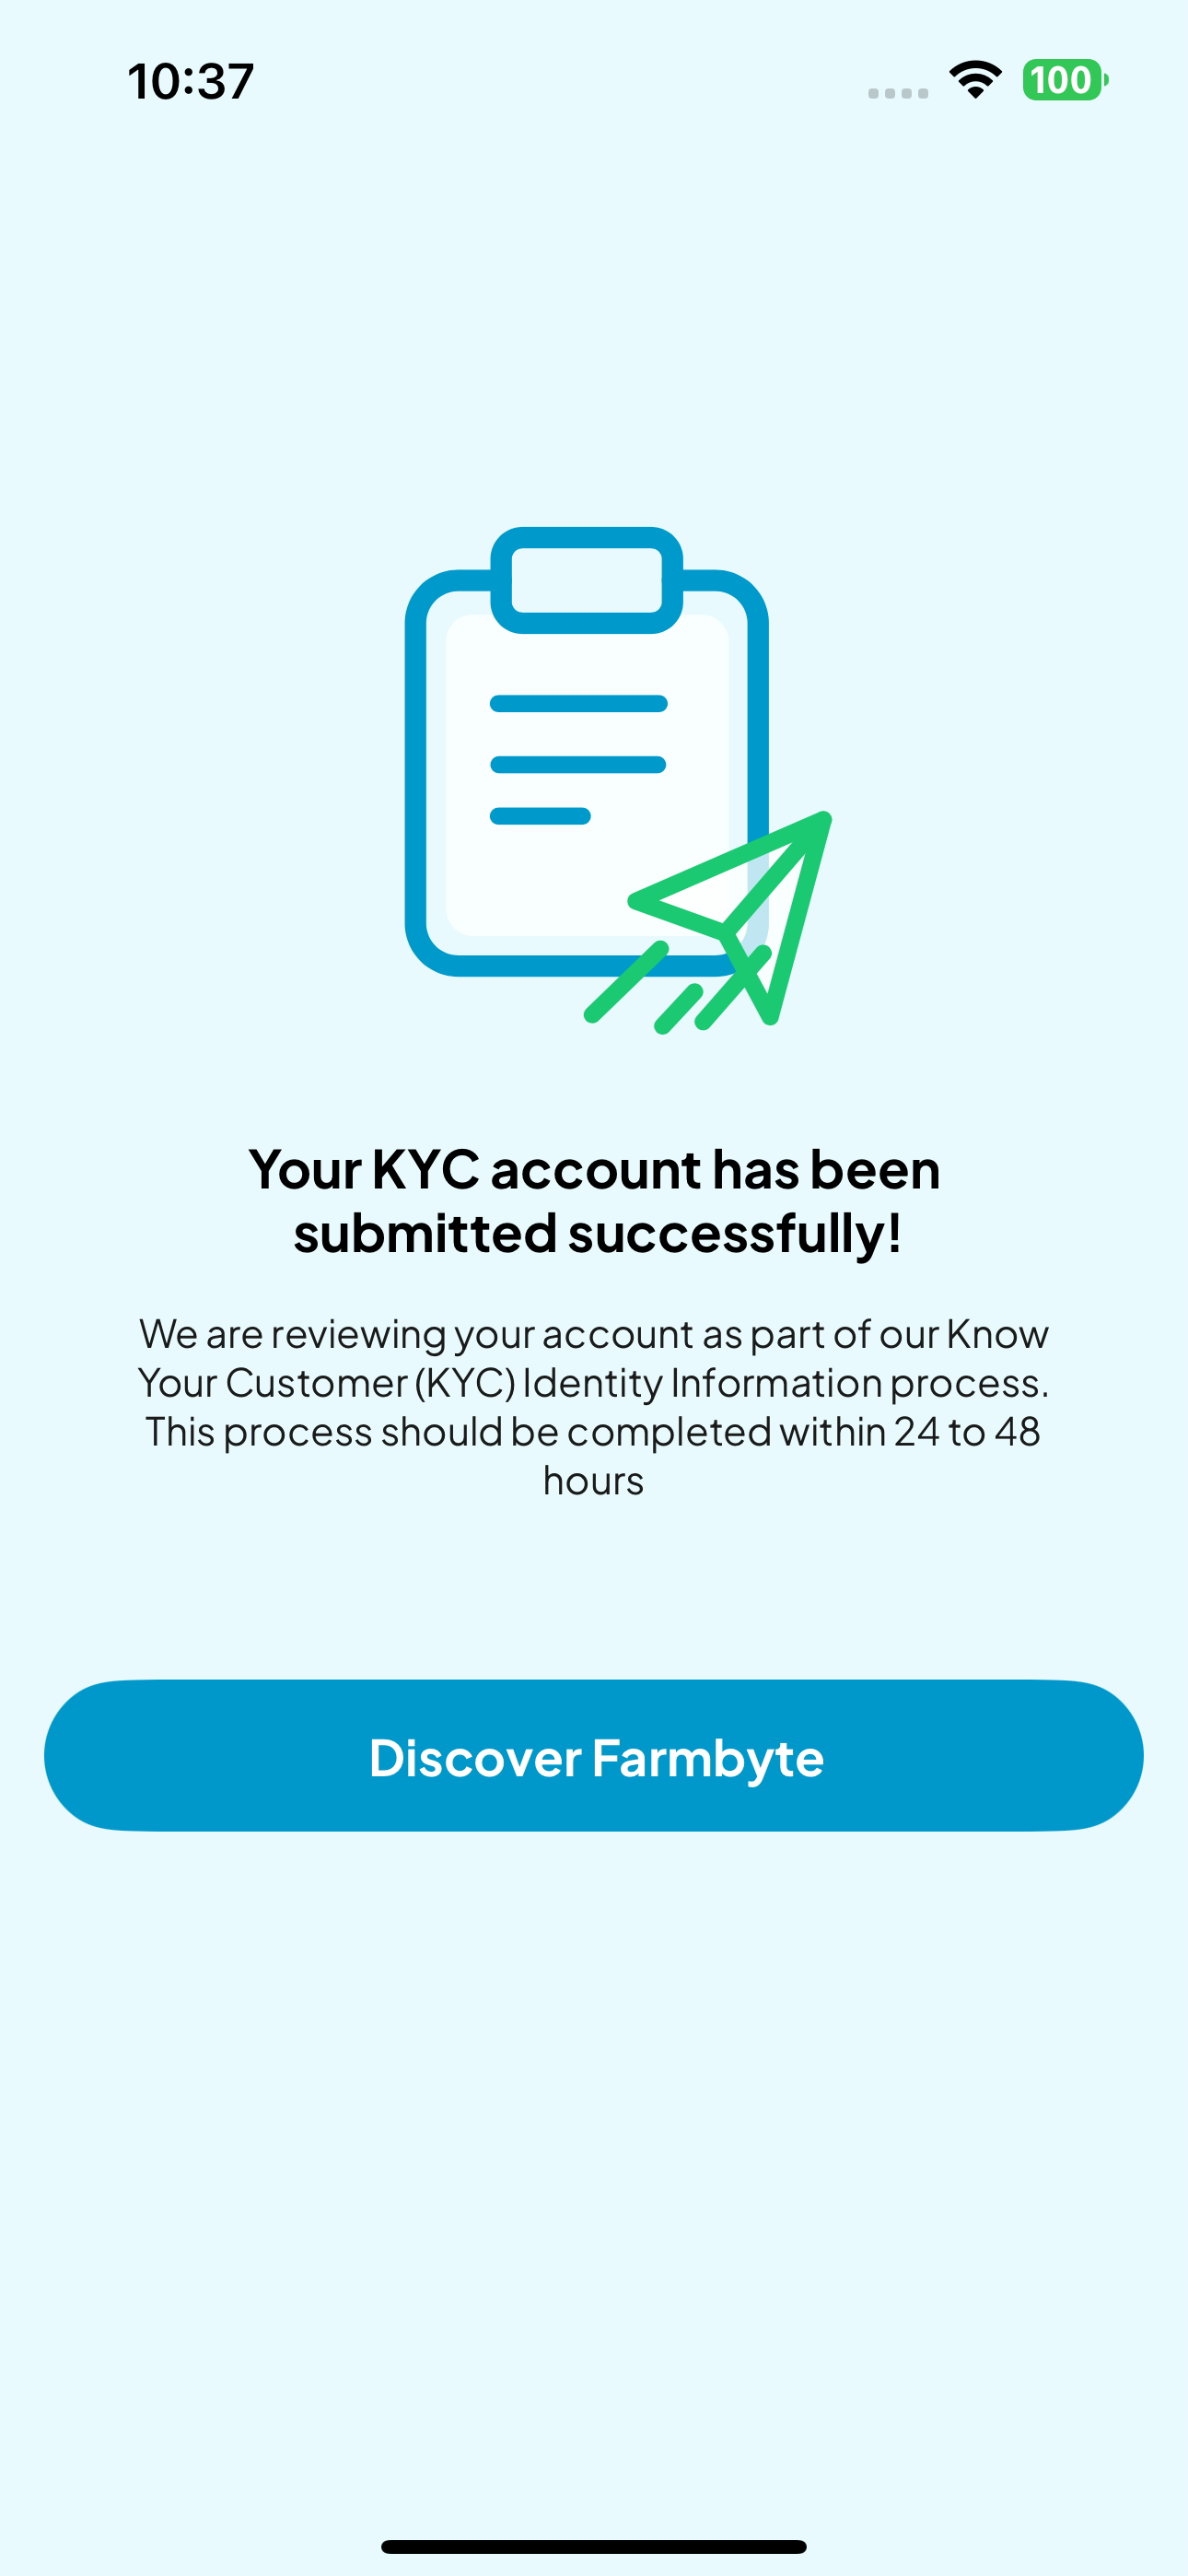 10:37
100
Your KYC account has been
submitted successfully!
We are reviewing your account as part of our Know
Your Customer (KYC) Identity Information process.
This process should be completed within 24 to 48
hours
Discover Farmbyte